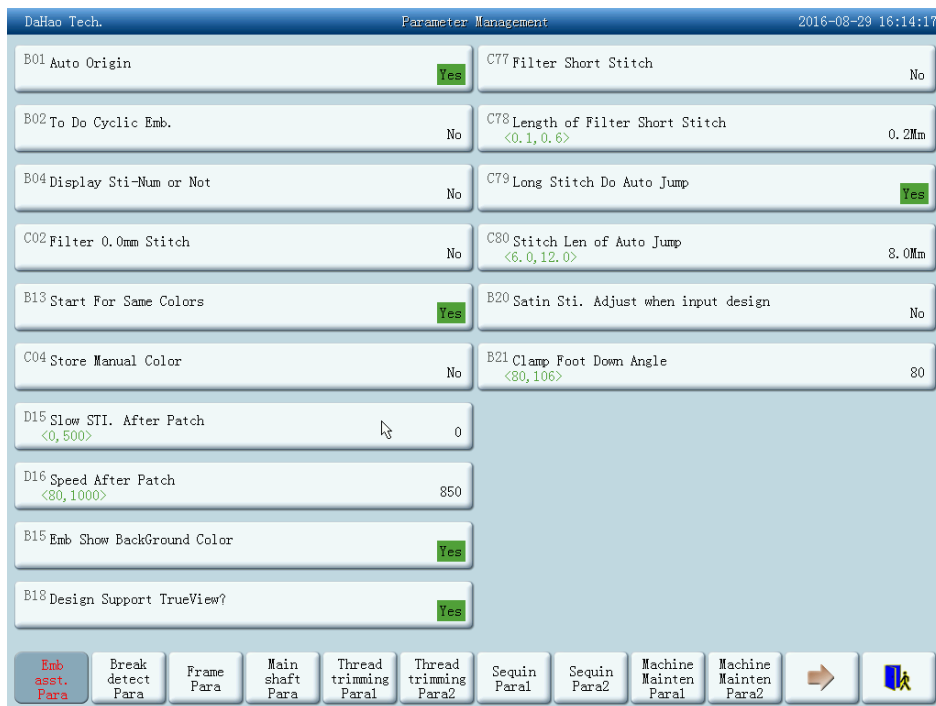 DaHao Tech.
Parameter Management
2016-08-29 16:14:17
B01 Auto Origin
Yes
B02 To Do Cyclic Emb.
No
B04 Display Sti-Num or Not
No
C02 Filter 0.0mm Stitch
No
B13 Start For Same Colors
Yes
C04 Store Manual Color
No
D15 Slow STI. After Patch
<0,500>
0
D16 Speed After Patch
<80,1000>
850
B15 Emb Show BackGround Color
Yes
B18 Design Support TrueView?
Yes
C77 Filter Short Stitch
No
C78 Length of Filter Short Stitch
<0.1,0.6>
0.2Mm
C79 Long Stitch Do Auto Jump
Yes
C80 Stitch Len of Auto Jump
<6.0,12.0>
8.0Mm
B20 Satin Sti. Adjust when input design
No
B21 Clamp Foot Down Angle
<80,106>
80
Emb
asst.
Para
Break
detect
Para
Frame
Para
Main
shaft
Para
Thread
trimming
Para1
Thread
trimming
Para2
Sequin
Para1
Sequin
Para2
Machine
Mainten
Para1
Machine
Mainten
Para2